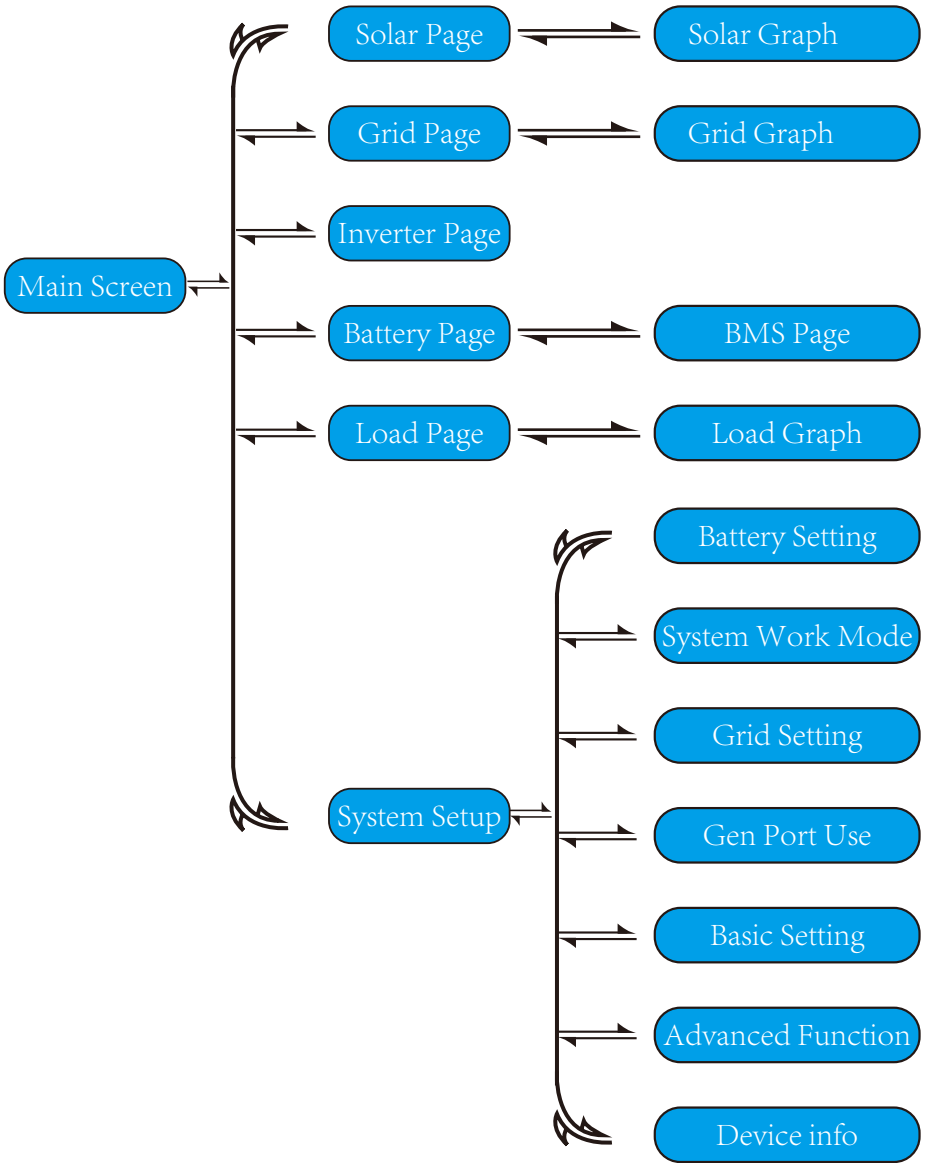 Solar Page
Solar Graph
Grid Page
Grid Graph
Inverter Page
Main Screen
Battery Page
BMS Page
Load Page
Load Graph
Battery Setting
System Work Mode
Grid Setting
System Setup
Gen Port Use
Basic Setting
Advanced Function
Device info